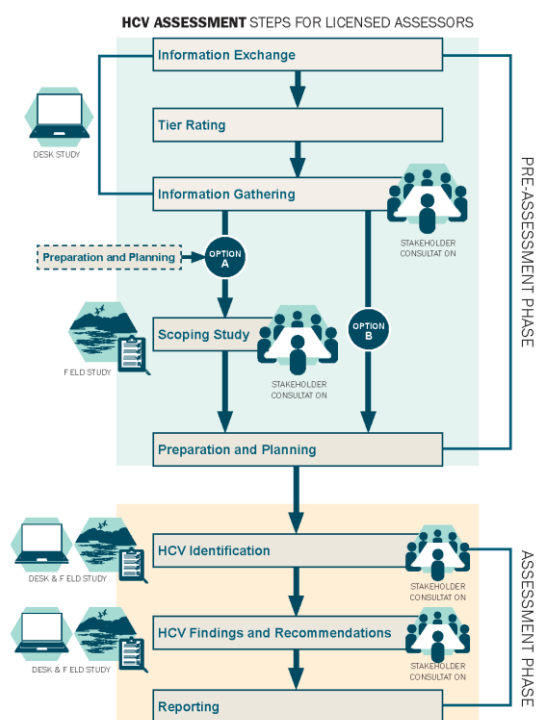 HCV ASSESSMENT STEPS FOR LICENSED ASSESSORS
Information Exchange
Tier Rating
DESK STUDY
Information Gathering
STAKEHOLDER
CONSULTAT ON
Preparation and Planning
OPTION
A
Scoping Study
OPTION
B
F ELD STUDY
STAKEHOLDER
CONSULTAT ON
Preparation and Planning
PRE-ASSESSMENT PHASE
HCV Identification
DESK & F ELD STUDY
STAKEHOLDER
CONSULTAT ON
HCV Findings and Recommendations
DESK & F ELD STUDY
STAKEHOLDER
CONSULTAT ON
Reporting
ASSESSMENT PHASE